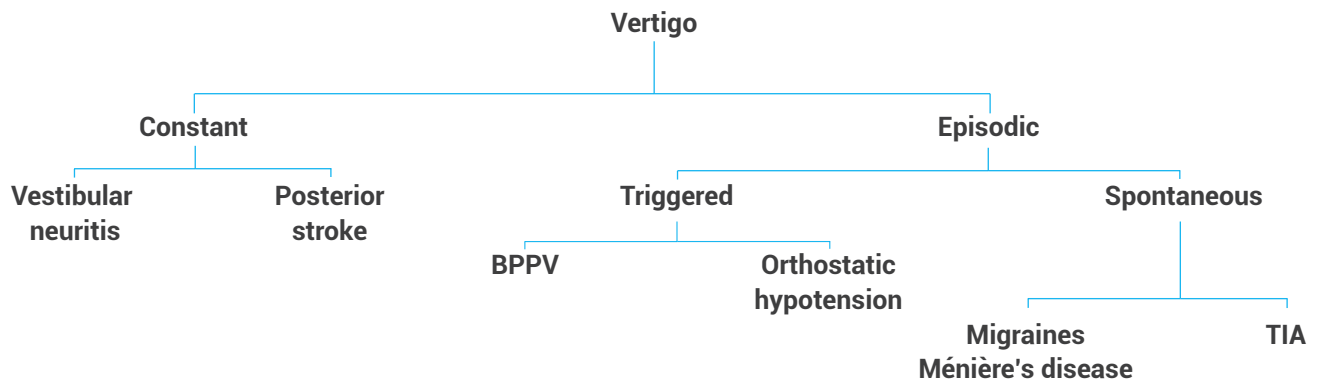 Vertigo
Constant
Episodic
Vestibular
neuritis
Posterior
stroke
Triggered
Spontaneous
BPPV
Orthostatic
hypotension
Migraines
Ménière's disease
TIA